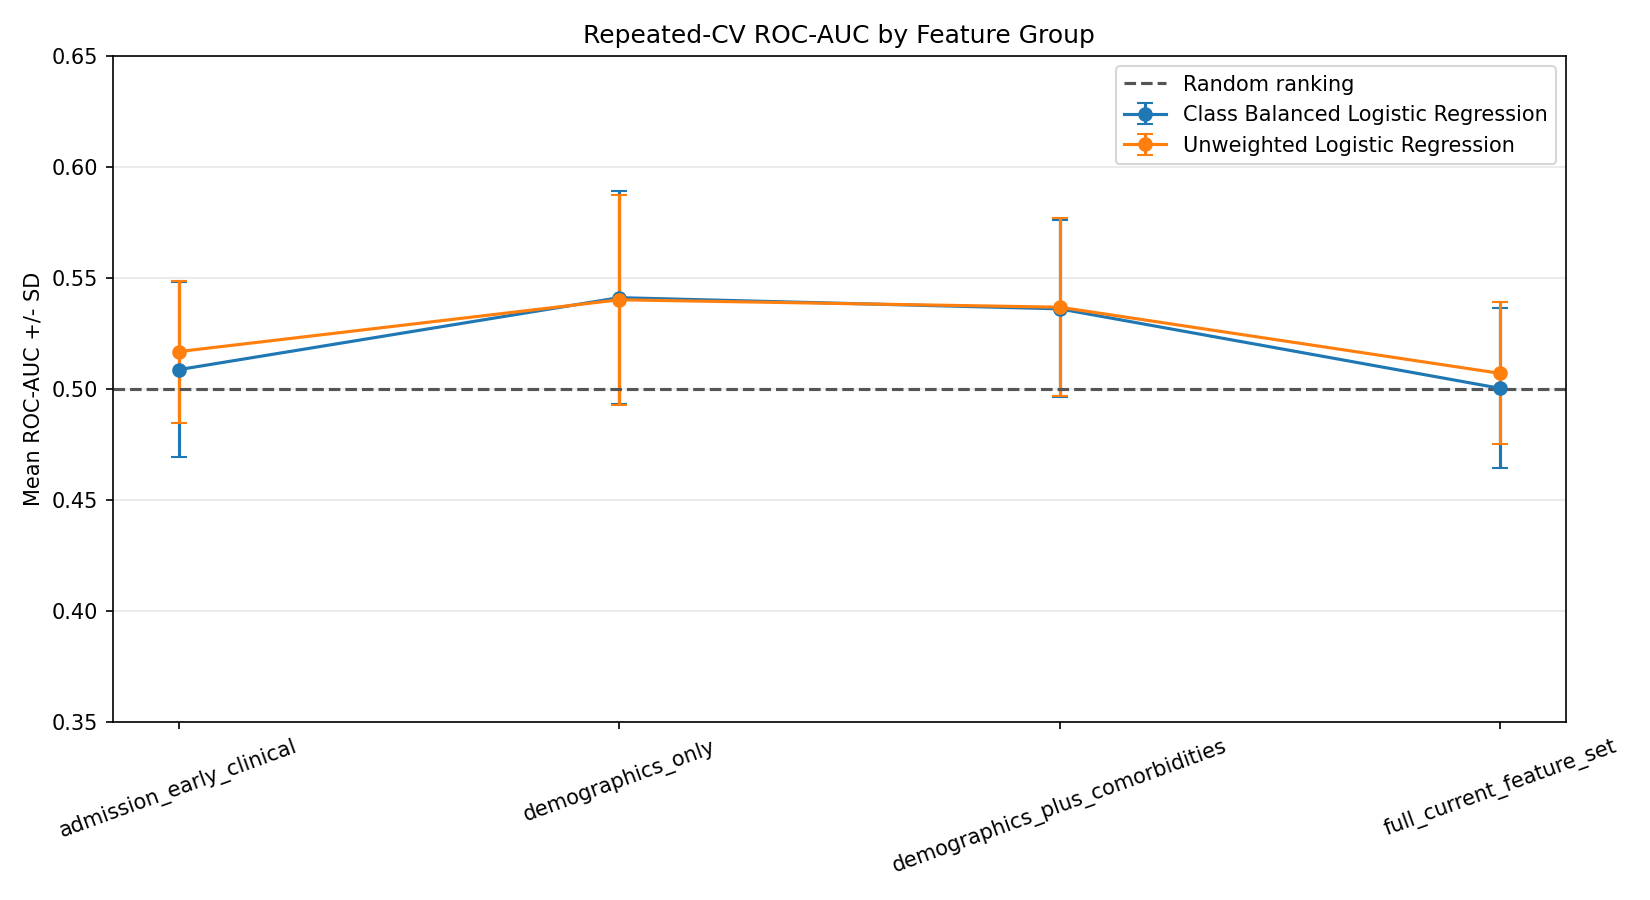 Repeated-CV ROC-AUC by Feature Group
Mean ROC-AUC +/- SD
0.65
0.60
0.55
0.50
0.45
0.40
0.35
Random ranking
Class Balanced Logistic Regression
Unweighted Logistic Regression
admission_early_clinical
demographics_only
demographics_plus_comorbidities
full_current_feature_set